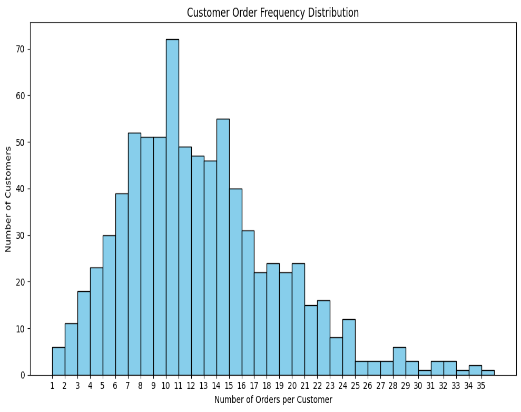 Customer Order Frequency Distribution
70
60
50
40
30
20
10
0
Number of Customers
1 2 3 4 5 6 7 8 9 10 11 12 13 14 15 16 17 18 19 20 21 22 23 24 25 26 27 28 29 30 31 32 33 34 35
Number of Orders per Customer